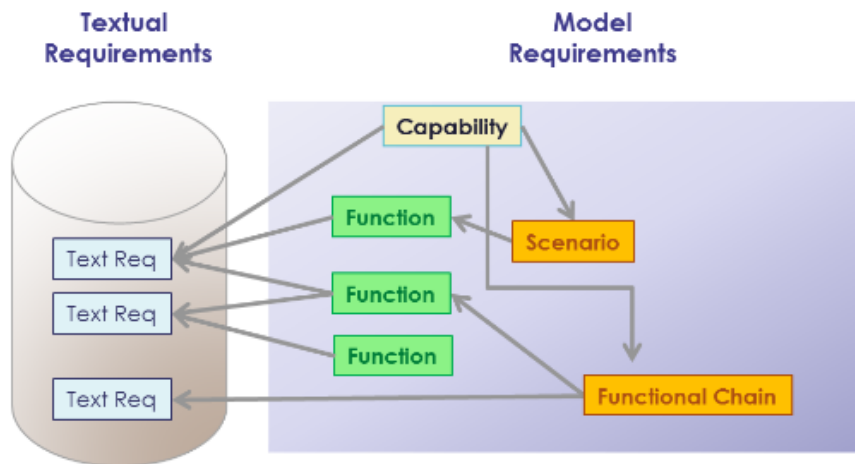 Textual
Requirements
Model
Requirements
Capability
Function
Scenario
Text Req
Function
Text Req
Function
Text Req
Functional Chain